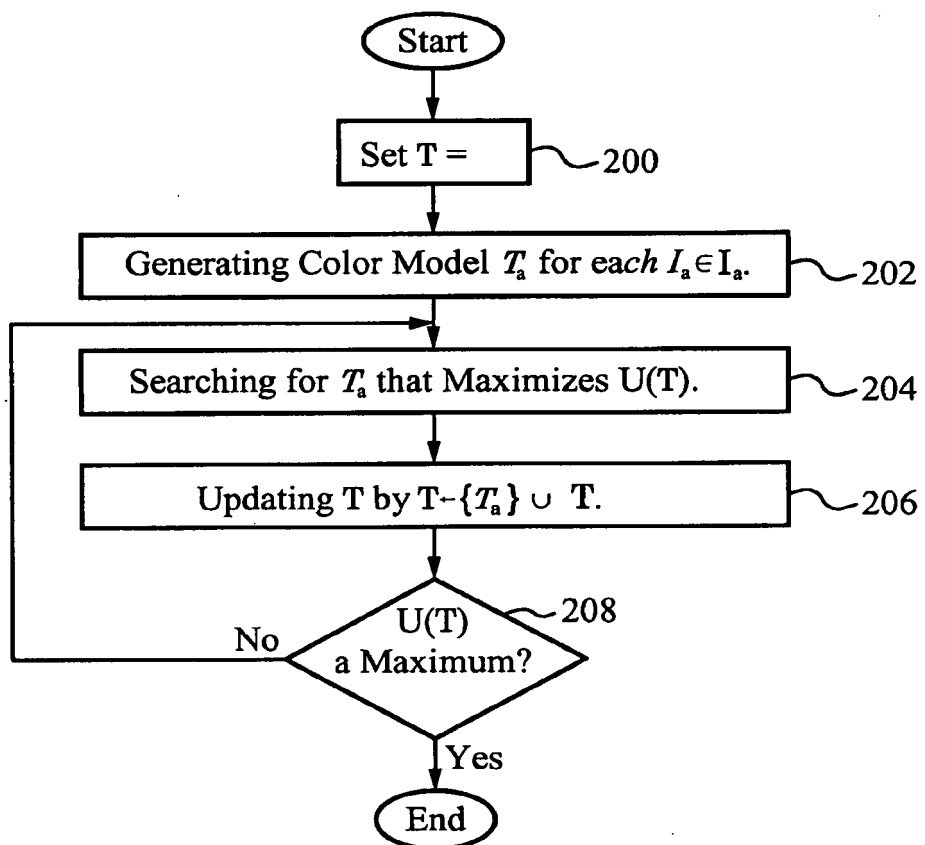 Start
Set T =
200
Generating Color Model Tₐ for each Iₐ∈Iₐ.
202
Searching for Tₐ that Maximizes U(T).
204
Updating T by T←{Tₐ} ∪ T.
206
208
U(T)
a Maximum?
No
Yes
End